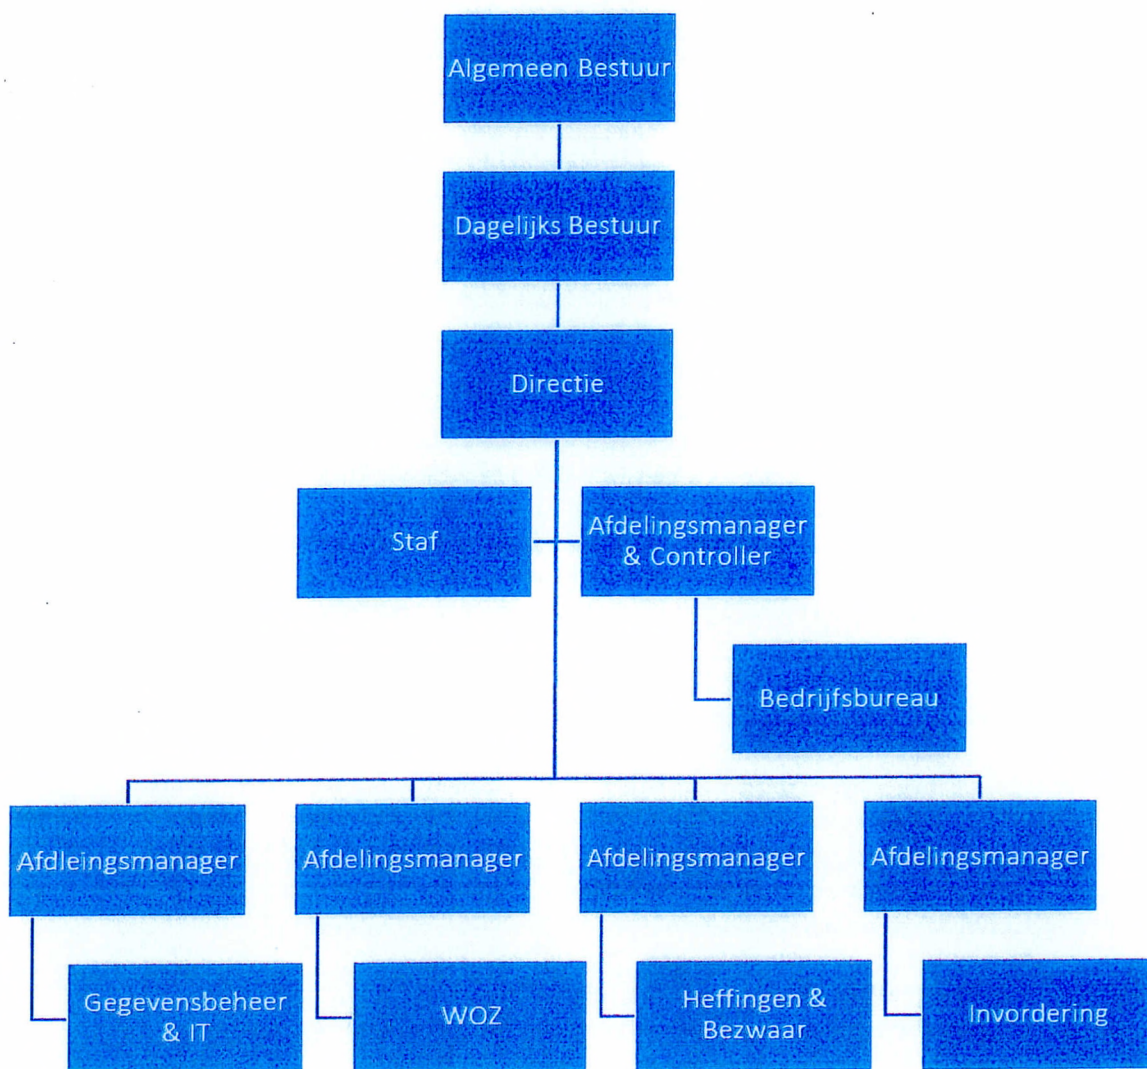 Algemeen Bestuur
Dagelijks Bestuur
Directie
Staf
Afdelingsmanager
& Controller
Bedrijfsbureau
Afdleingsmanager
Afdelingsmanager
Afdelingsmanager
Afdelingsmanager
Gegevensbeheer
& IT
WOZ
Heffingen &
Bezwaar
Invordering